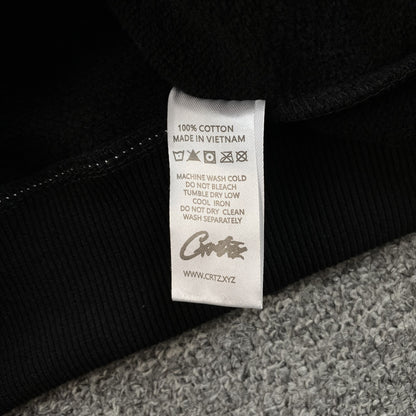 100% COTTON
MADE IN VIETNAM
MACHINE WASH COLD
DO NOT BLEACH
TUMBLE DRY LOW
COOL IRON
DO NOT DRY CLEAN
WASH SEPARATELY
Crtz
WWW.CRTZ.XYZ